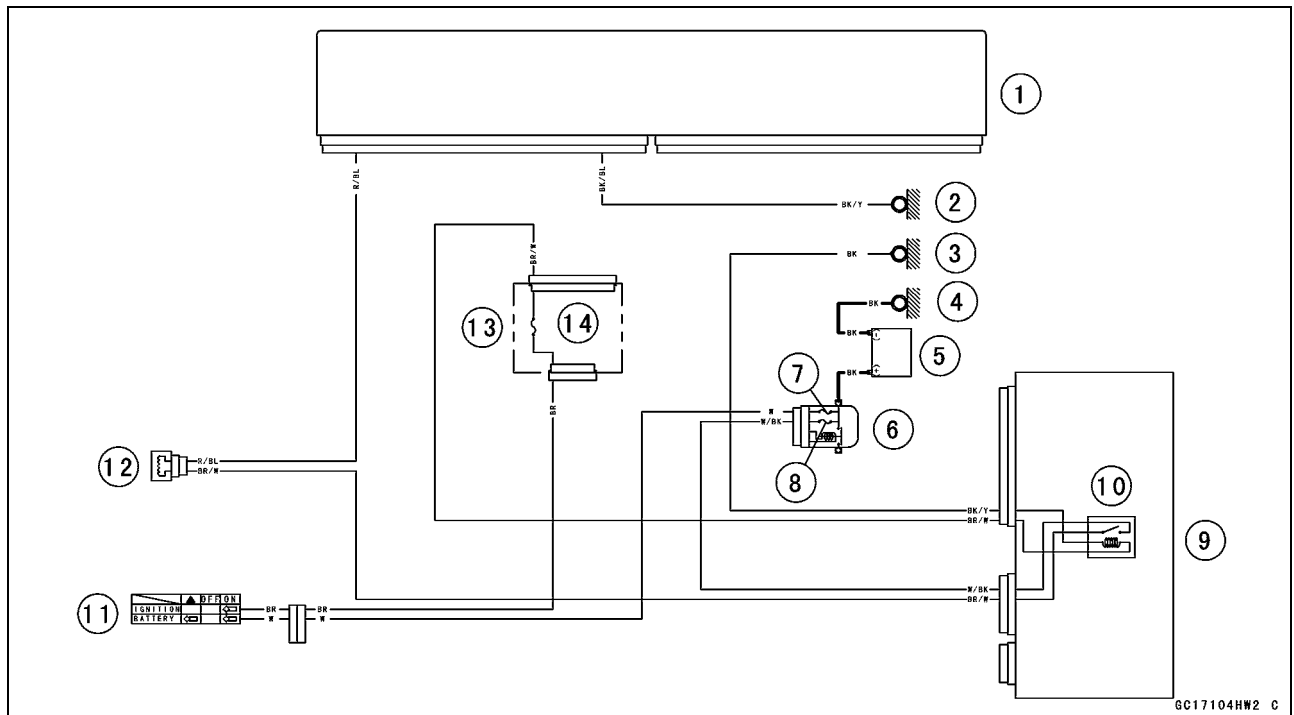 1
R/BL
BK/BL
BK/Y
2
BR/W
BK
3
BK
4
13
14
BK
5
7
BK
BR
W
W/BK
6
8
12
R/BL
BR/W
10
BK/Y
BR/W
9
W/BK
BR/W
11
OFF ON
IGNITION
BATTERY
BR
W
BR
W
GC17104HW2 C